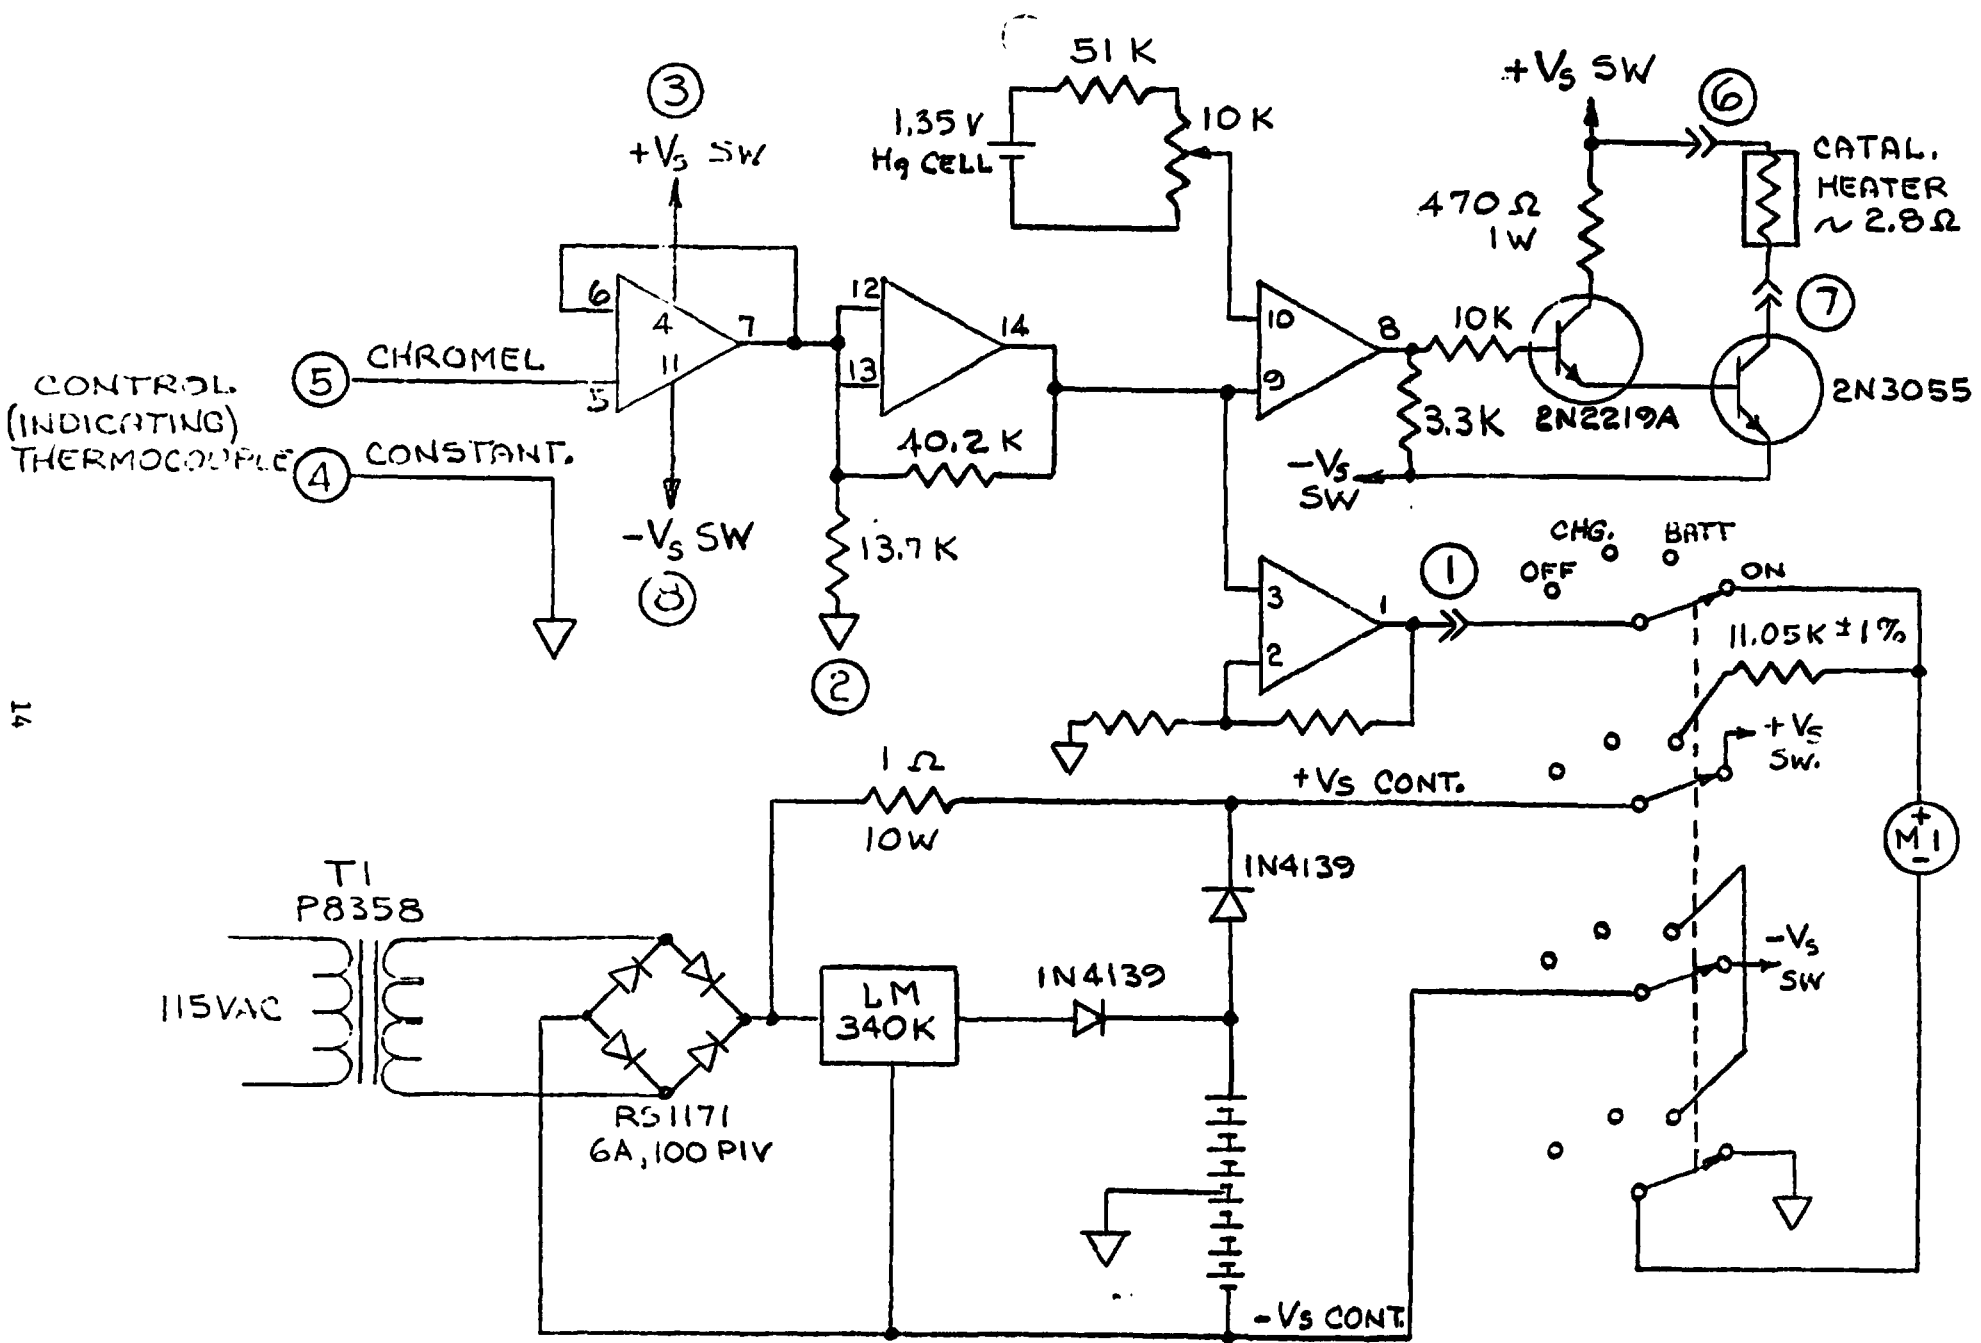 51 K
+Vs SW
6
3
1.35 V
Hg CELL
10 K
CATAL.
HEATER
~ 2.8Ω
+Vs SW
470 Ω
1W
7
6
4
7
12
14
10
8
10K
5
CHROMEL
11
13
9
2N3055
CONTROL
(INDICATING)
THERMOCOUPLE
5
40.2 K
3.3K
2N2219A
4
CONSTANT.
-Vs
SW
-Vs SW
8
13.7 K
CHG.
BATT
1
OFF
ON
3
1
11.05K ±1%
2
2
14
1 Ω
10W
+Vs CONT.
+Vs
SW.
+
M1
-
T1
P8358
1N4139
-Vs
SW
115VAC
LM
340K
1N4139
RS1171
6A, 100 PIV
-Vs CONT.